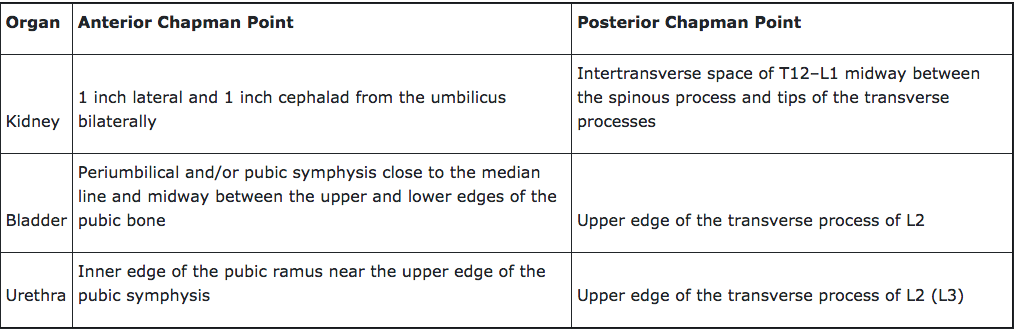 Organ Anterior Chapman Point Posterior Chapman Point
Kidney
1 inch lateral and 1 inch cephalad from the umbilicus
bilaterally
Intertransverse space of T12–L1 midway between
the spinous process and tips of the transverse
processes
Bladder
Periumbilical and/or pubic symphysis close to the median
line and midway between the upper and lower edges of the
pubic bone
Upper edge of the transverse process of L2
Urethra
Inner edge of the pubic ramus near the upper edge of the
pubic symphysis
Upper edge of the transverse process of L2 (L3)